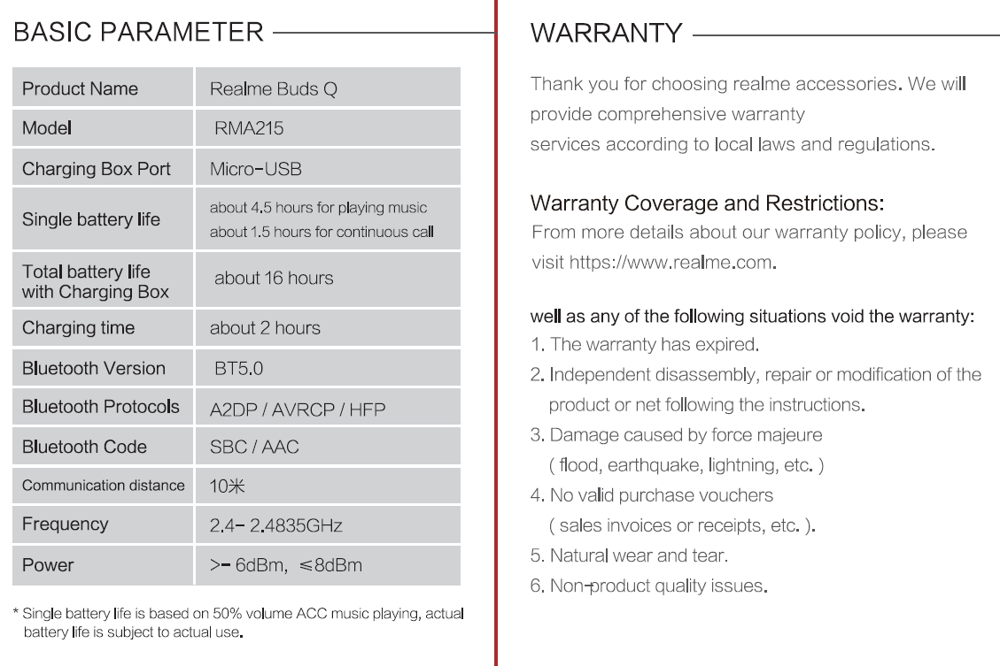 BASIC PARAMETER
Product Name Realme Buds Q
Model RMA215
Charging Box Port Micro-USB
Single battery life about 4.5 hours for playing music
about 1.5 hours for continuous call
Total battery life
with Charging Box about 16 hours
Charging time about 2 hours
Bluetooth Version BT5.0
Bluetooth Protocols A2DP / AVRCP / HFP
Bluetooth Code SBC / AAC
Communication distance 10米
Frequency 2.4- 2.4835GHz
Power >- 6dBm, ≤8dBm
* Single battery life is based on 50% volume ACC music playing, actual
battery life is subject to actual use.
WARRANTY
Thank you for choosing realme accessories. We will
provide comprehensive warranty
services according to local laws and regulations.
Warranty Coverage and Restrictions:
From more details about our warranty policy, please
visit https://www.realme.com.
well as any of the following situations void the warranty:
1. The warranty has expired.
2. Independent disassembly, repair or modification of the
product or net following the instructions.
3. Damage caused by force majeure
( flood, earthquake, lightning, etc. )
4. No valid purchase vouchers
( sales invoices or receipts, etc. ).
5. Natural wear and tear.
6. Non-product quality issues.